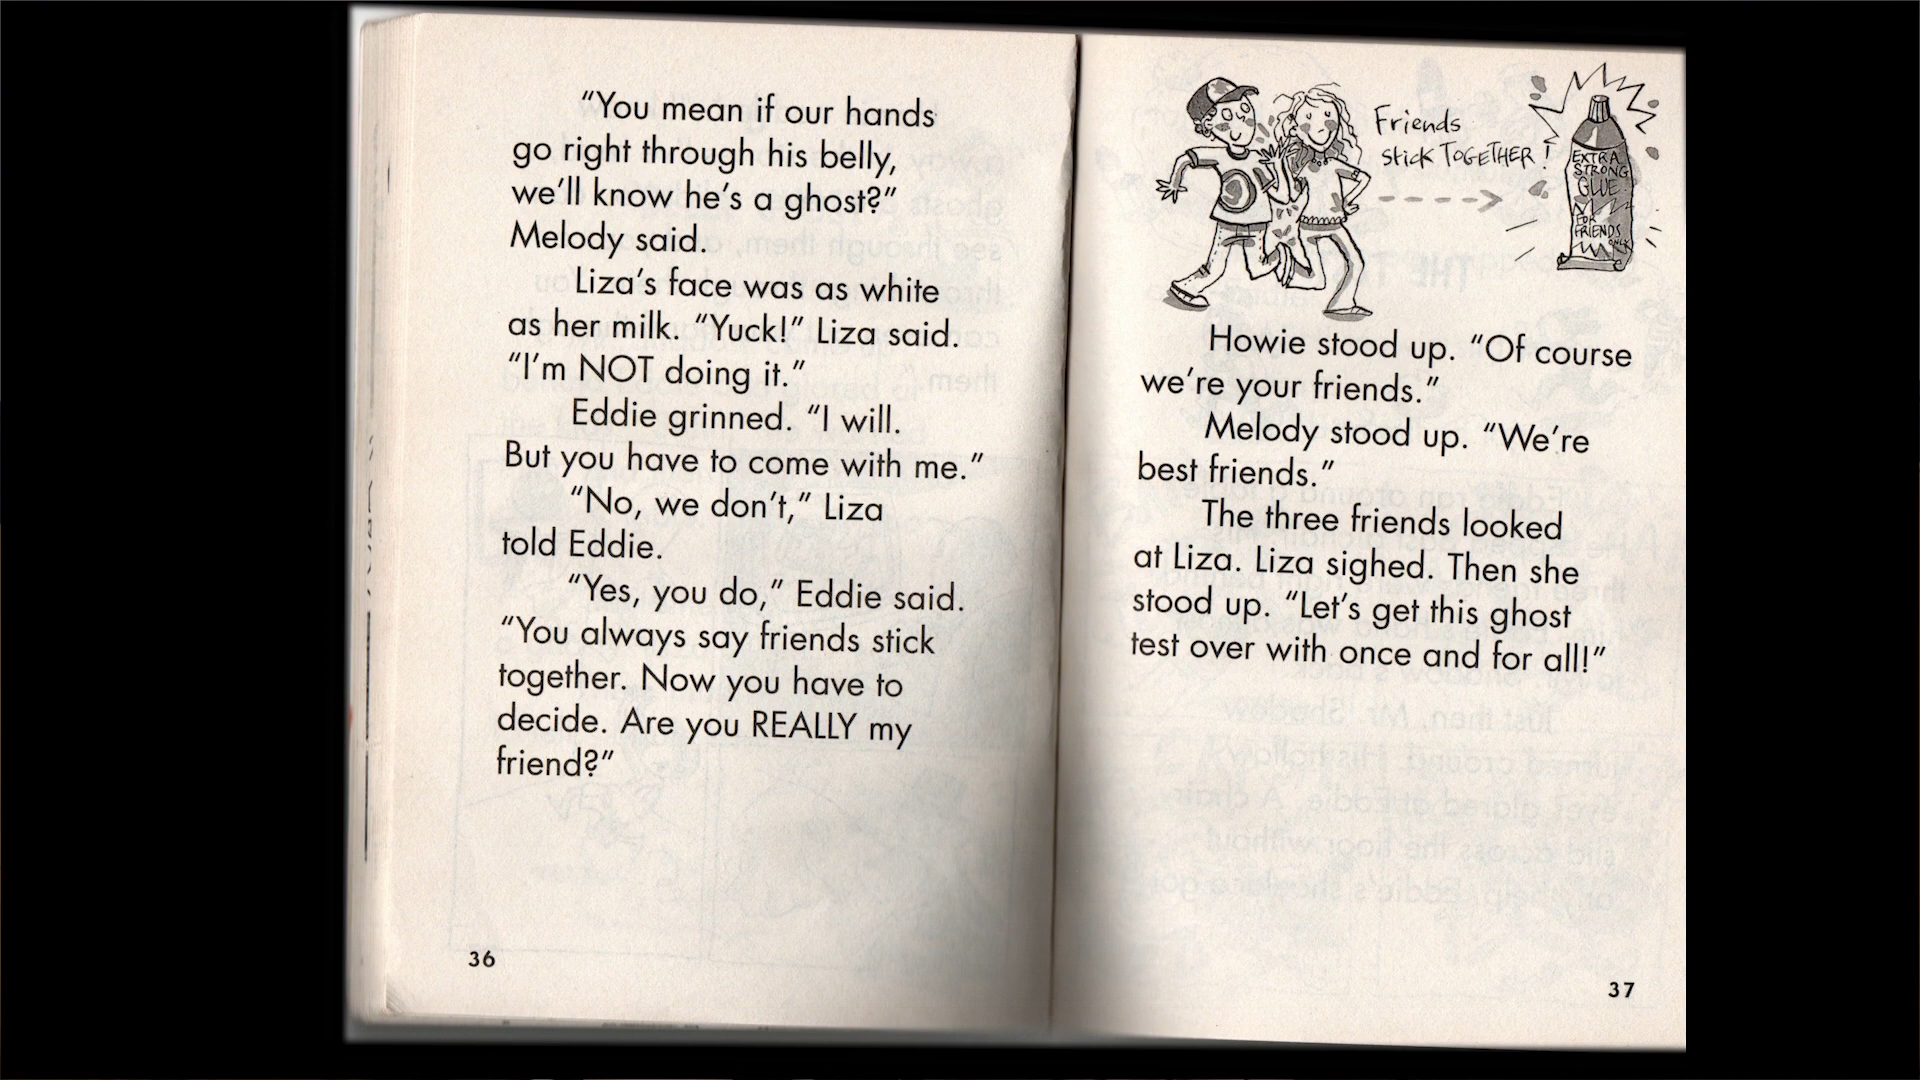 “You mean if our hands
go right through his belly,
we’ll know he’s a ghost?”
Melody said.
Liza’s face was as white
as her milk. “Yuck!” Liza said.
“I’m NOT doing it.”
Eddie grinned. “I will.
But you have to come with me.”
“No, we don’t,” Liza
told Eddie.
“Yes, you do,” Eddie said.
“You always say friends stick
together. Now you have to
decide. Are you REALLY my
friend?”
36
Friends
stick TOGETHER!
EXTRA
STRONG
GLUE
FOR
FRIENDS
ONLY
Howie stood up. “Of course
we’re your friends.”
Melody stood up. “We’re
best friends.”
The three friends looked
at Liza. Liza sighed. Then she
stood up. “Let’s get this ghost
test over with once and for all!”
37